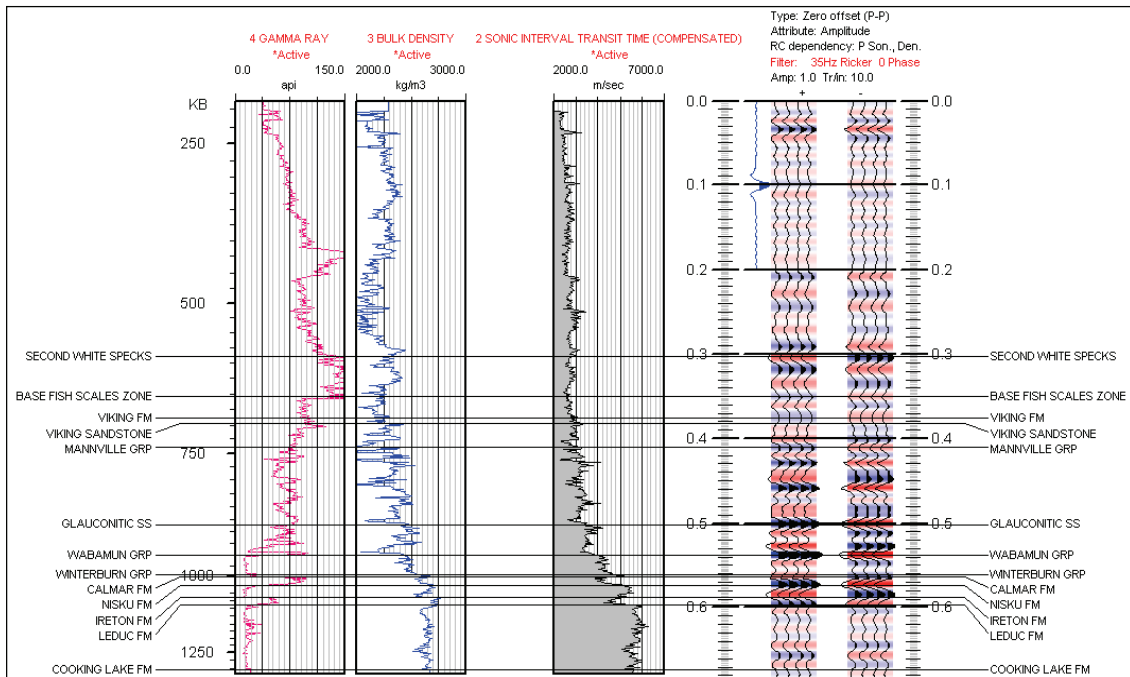 Type: Zero offset (P-P)
Attribute: Amplitude
RC dependency: P Son., Den.
Filter: 35Hz Ricker 0 Phase
Amp: 1.0 Tr/in: 10.0
+ -
4 GAMMA RAY
*Active
0.0 150.0
api
3 BULK DENSITY
*Active
2000.0 3000.0
kg/m3
2 SONIC INTERVAL TRANSIT TIME (COMPENSATED)
*Active
2000.0 7000.0
m/sec
KB
250
500
750
1000
1250
SECOND WHITE SPECKS
BASE FISH SCALES ZONE
VIKING FM
VIKING SANDSTONE
MANNVILLE GRP
GLAUCONITIC SS
WABAMUN GRP
WINTERBURN GRP
CALMAR FM
NISKU FM
IRETON FM
LEDUC FM
COOKING LAKE FM
0.0
0.1
0.2
0.3
0.4
0.5
0.6
0.0
0.1
0.2
0.3
0.4
0.5
0.6
SECOND WHITE SPECKS
BASE FISH SCALES ZONE
VIKING FM
VIKING SANDSTONE
MANNVILLE GRP
GLAUCONITIC SS
WABAMUN GRP
WINTERBURN GRP
CALMAR FM
NISKU FM
IRETON FM
LEDUC FM
COOKING LAKE FM